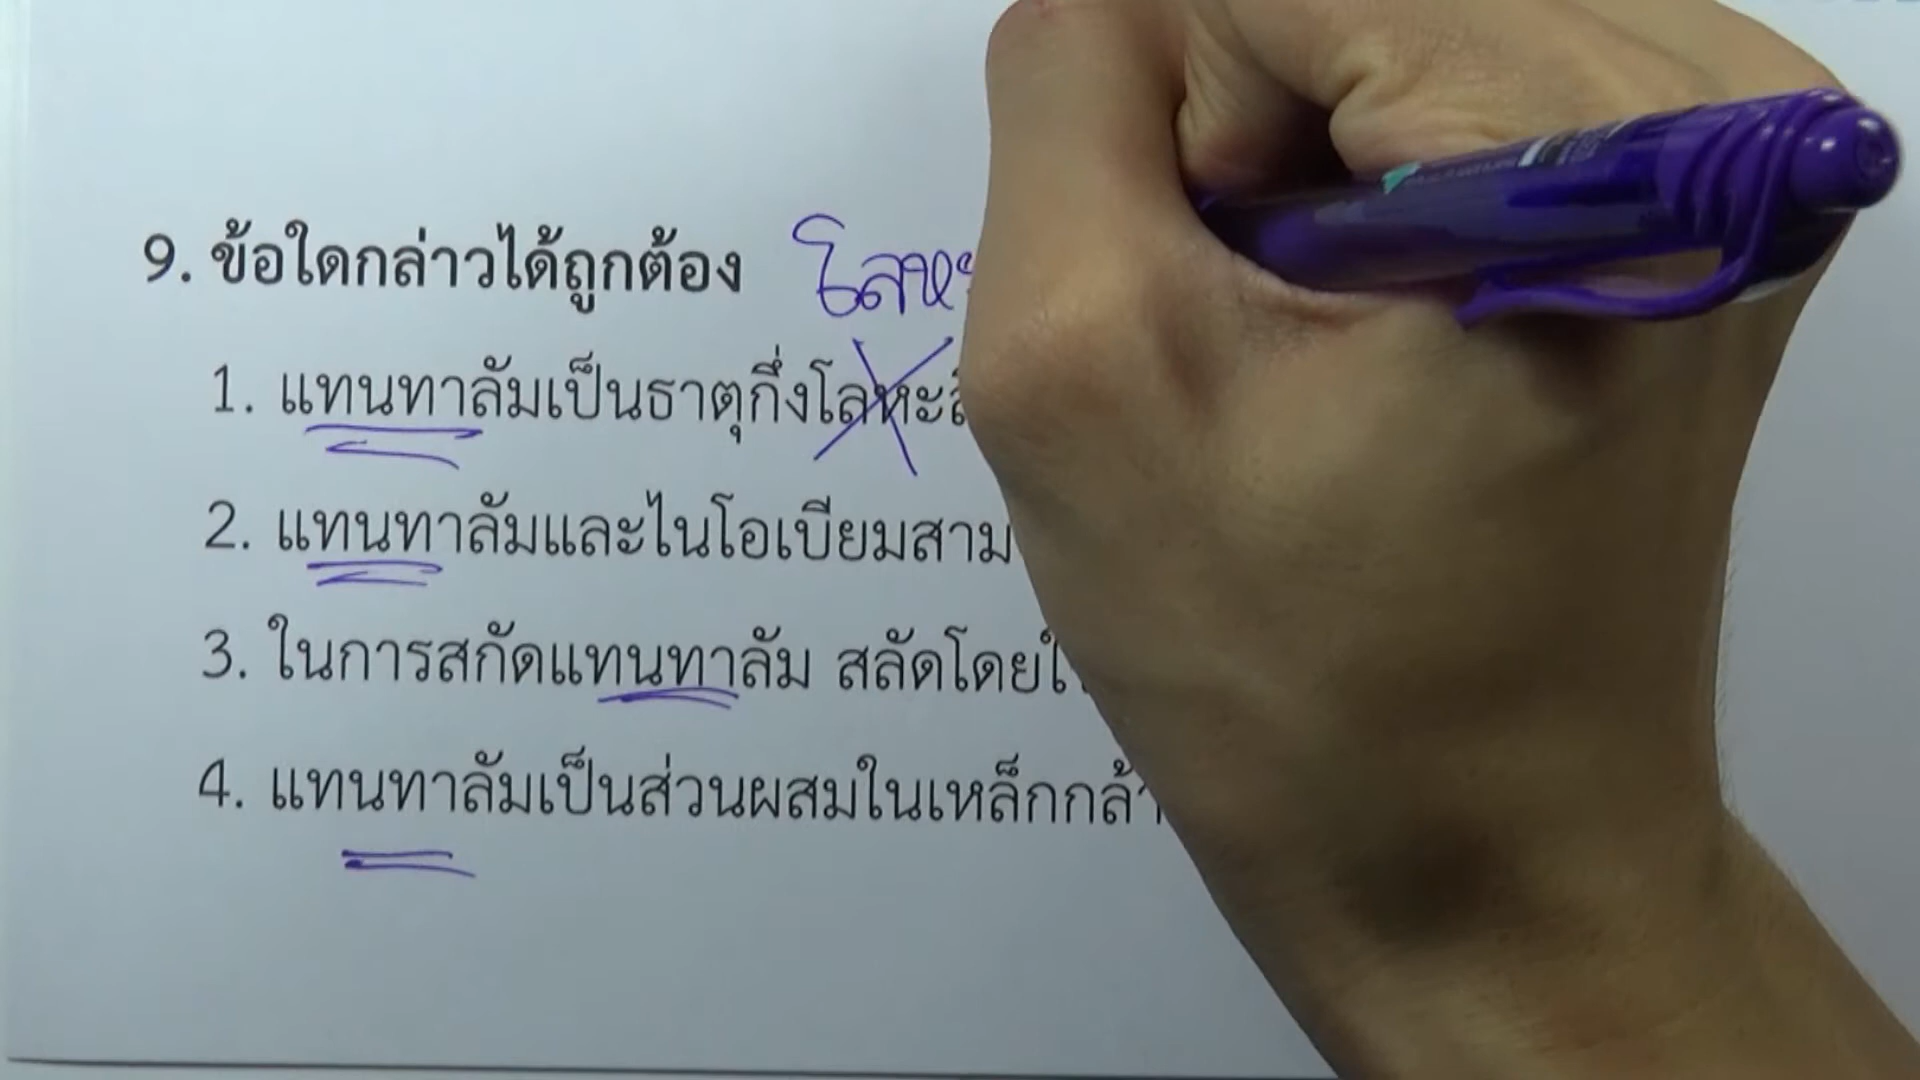 9. ข้อใดกล่าวได้ถูกต้อง โลหะ
1. แทนทาลัมเป็นธาตุกึ่งโลหะ
2. แทนทาลัมและไนโอเบียมสาม
3. ในการสกัดแทนทาลัม สลัดโดย
4. แทนทาลัมเป็นส่วนผสมในเหล็กกล้า